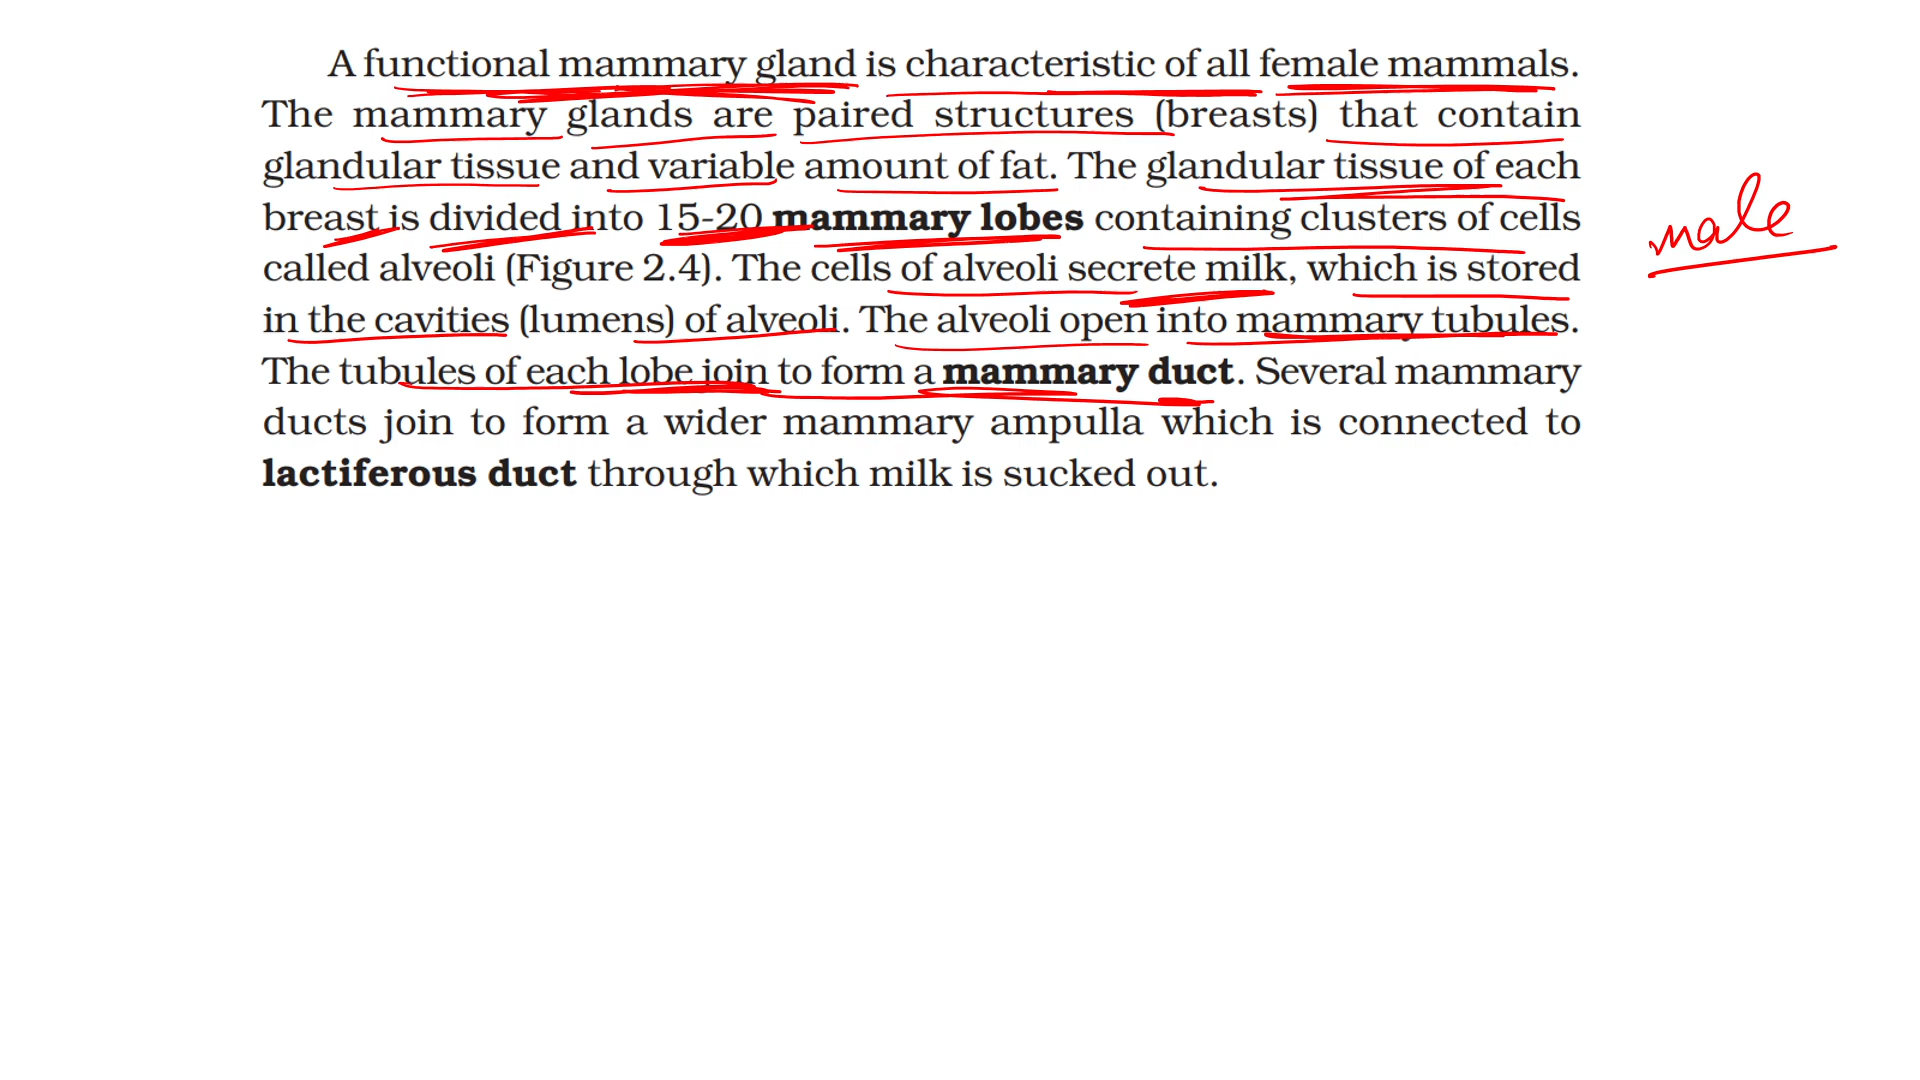 A functional mammary gland is characteristic of all female mammals.
The mammary glands are paired structures (breasts) that contain
glandular tissue and variable amount of fat. The glandular tissue of each
breast is divided into 15-20 mammary lobes containing clusters of cells
called alveoli (Figure 2.4). The cells of alveoli secrete milk, which is stored
in the cavities (lumens) of alveoli. The alveoli open into mammary tubules.
The tubules of each lobe join to form a mammary duct. Several mammary
ducts join to form a wider mammary ampulla which is connected to
lactiferous duct through which milk is sucked out.
male